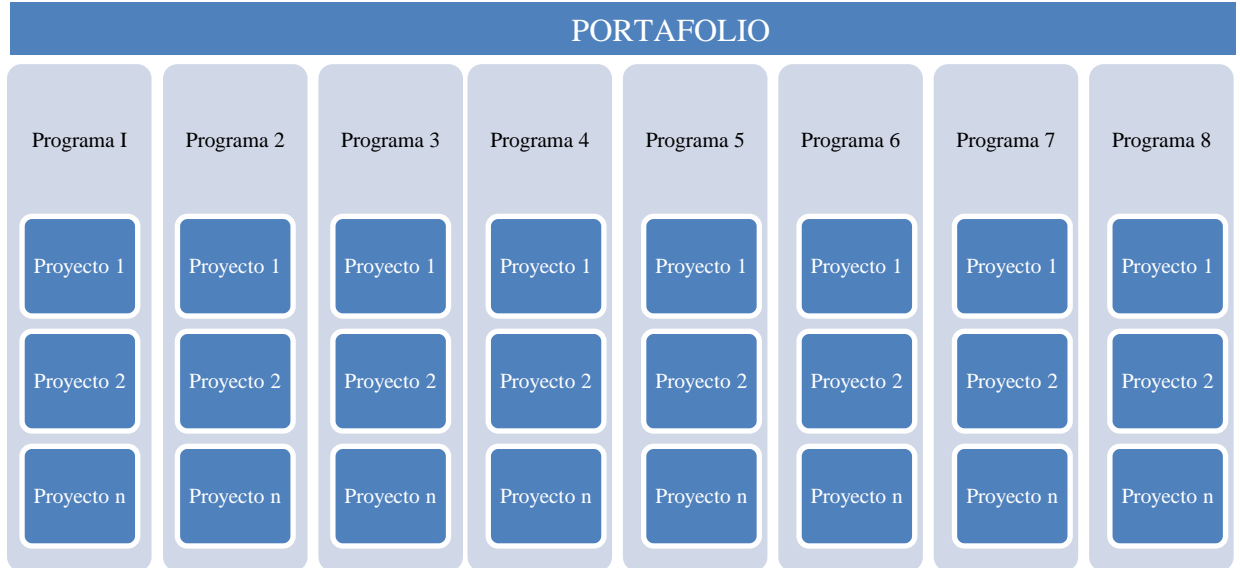 PORTAFOLIO
Programa I
Programa 2
Programa 3
Programa 4
Programa 5
Programa 6
Programa 7
Programa 8
Proyecto 1
Proyecto 1
Proyecto 1
Proyecto 1
Proyecto 1
Proyecto 1
Proyecto 1
Proyecto 1
Proyecto 2
Proyecto 2
Proyecto 2
Proyecto 2
Proyecto 2
Proyecto 2
Proyecto 2
Proyecto 2
Proyecto n
Proyecto n
Proyecto n
Proyecto n
Proyecto n
Proyecto n
Proyecto n
Proyecto n